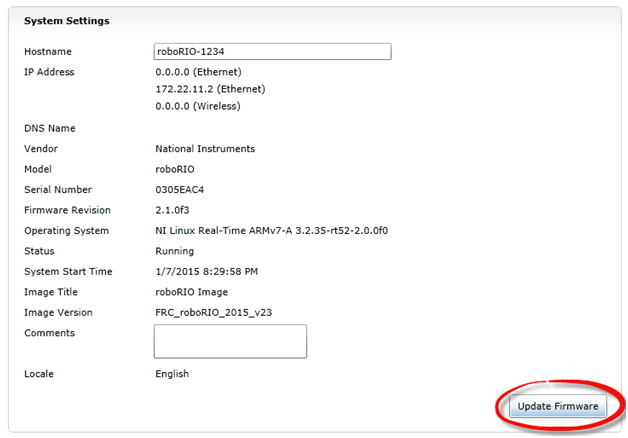 System Settings
Hostname roboRIO-1234
IP Address 0.0.0.0 (Ethernet)
172.22.11.2 (Ethernet)
0.0.0.0 (Wireless)
DNS Name
Vendor National Instruments
Model roboRIO
Serial Number 0305EAC4
Firmware Revision 2.1.0f3
Operating System NI Linux Real-Time ARMv7-A 3.2.35-rt52-2.0.0f0
Status Running
System Start Time 1/7/2015 8:29:58 PM
Image Title roboRIO Image
Image Version FRC_roboRIO_2015_v23
Comments
Locale English
Update Firmware